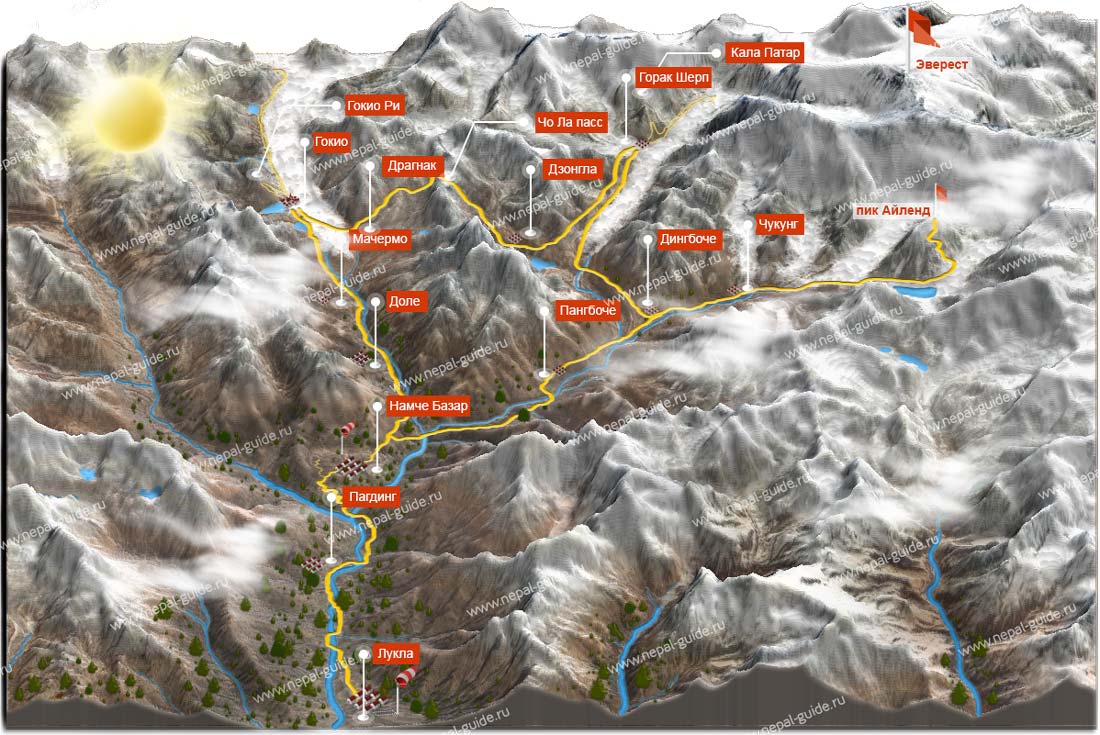 Эверест
Кала Патар
Горак Шерп
Гокио Ри
Чо Ла пасс
Гокио
Драгнак
Дзонгла
пик Айленд
Чукунг
Мачермо
Дингбоче
Доле
Пангбоче
Намче Базар
Пагдинг
Лукла
www.nepal-guide.ru